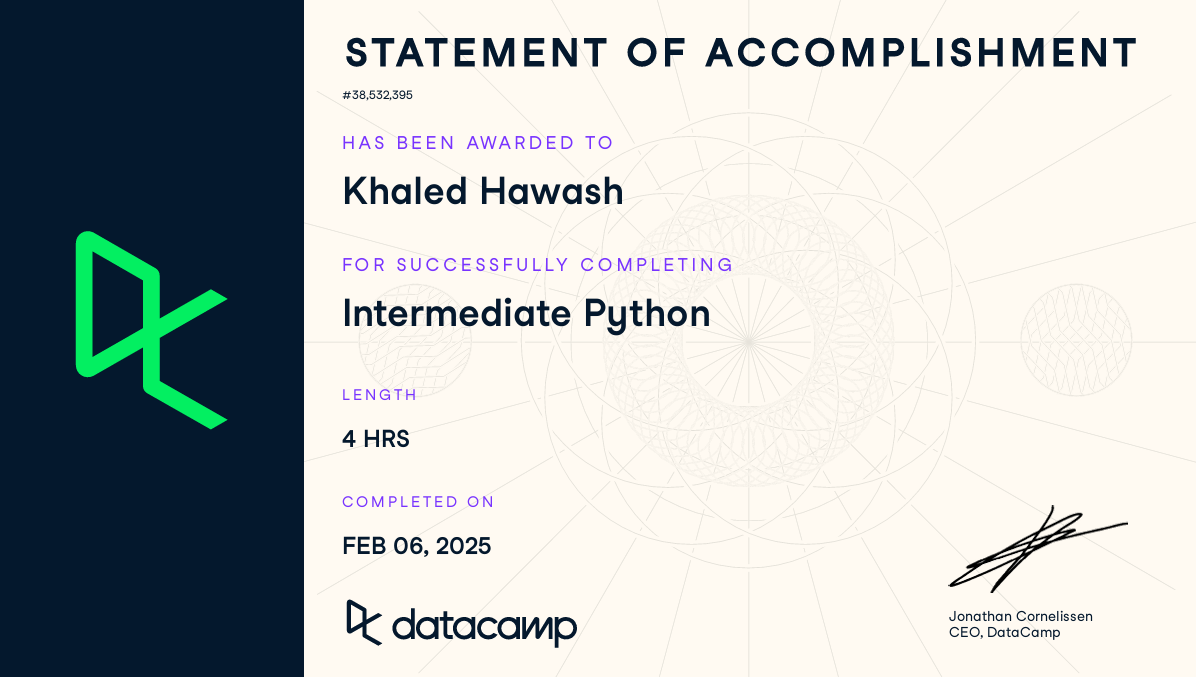 STATEMENT OF ACCOMPLISHMENT
#38,532,395
HAS BEEN AWARDED TO
Khaled Hawash
FOR SUCCESSFULLY COMPLETING
Intermediate Python
LENGTH
4 HRS
COMPLETED ON
FEB 06, 2025
datacamp
Jonathan Cornelissen
CEO, DataCamp